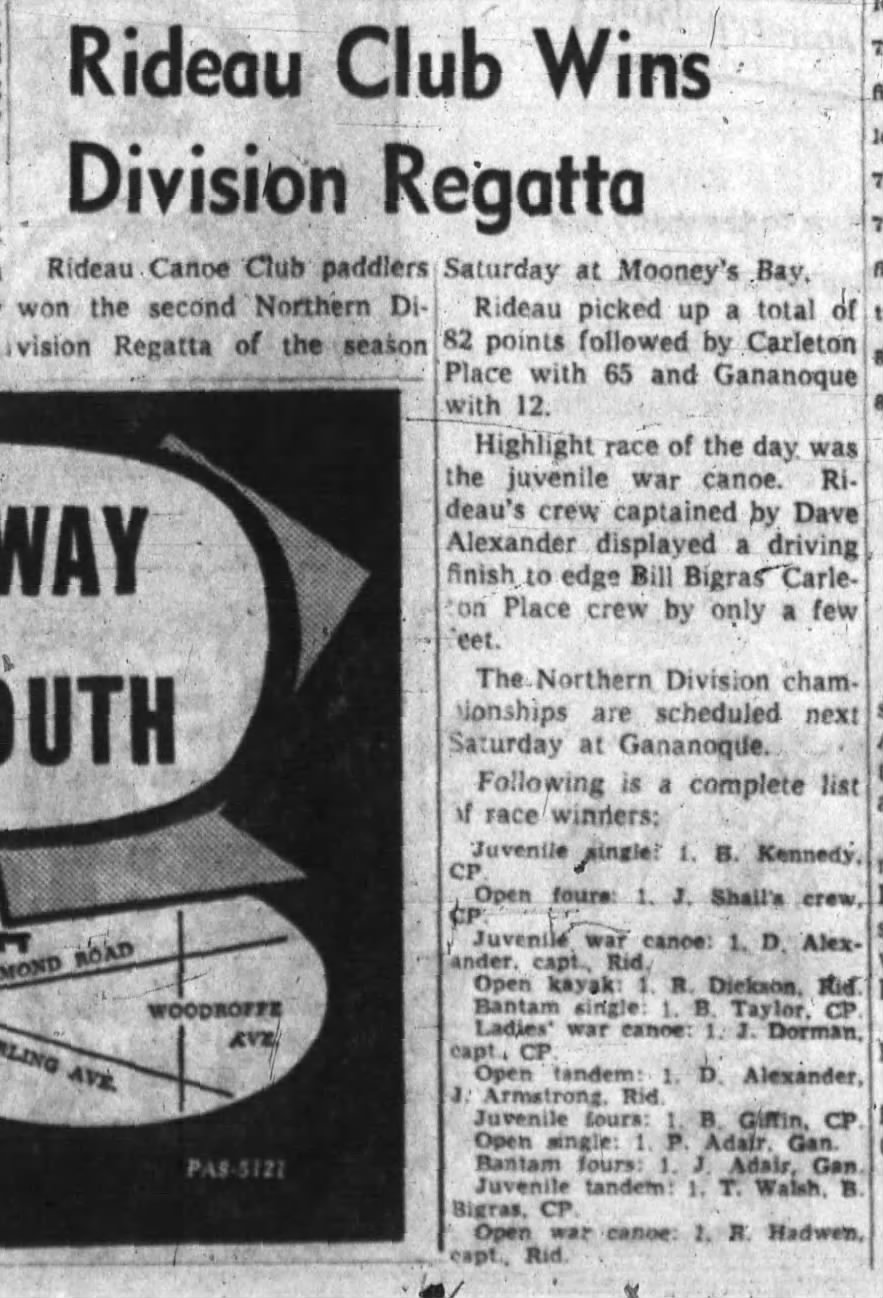 Rideau Club Wins
Division Regatta
Rideau Canoe Club paddlers
won the second Northern Di-
vision Regatta of the season
Saturday at Mooney's Bay.
Rideau picked up a total of
82 points followed by Carleton
Place with 65 and Gananoque
with 12.
Highlight race of the day was
the juvenile war canoe. Ri-
deau's crew captained by Dave
Alexander displayed a driving
finish to edge Bill Bigras Carle-
ton Place crew by only a few
feet.
The Northern Division cham-
pionships are scheduled next
Saturday at Gananoque.
Following is a complete list
of race winners:
Juvenile single: 1. B. Kennedy,
CP.
Open fours: 1. J. Shail's crew,
CP.
Juvenile war canoe: 1. D. Alex-
ander, capt., Rid.
Open kayak: 1. R. Dickson, Rid.
Bantam single: 1. B. Taylor, CP.
Ladies' war canoe: 1. J. Dorman,
capt., CP.
Open tandem: 1. D. Alexander,
J. Armstrong, Rid.
Juvenile fours: 1. B. Giffin, CP.
Open single: 1. P. Adair, Gan.
Bantam fours: 1. J. Adair, Gan.
Juvenile tandem: 1. T. Walsh, B.
Bigras, CP.
Open war canoe: 1. R. Hadwen,
capt., Rid.
WAY
OUTH
MOND ROAD
WOODROFFE
AVE.
RLING AVE.
PAS-5121